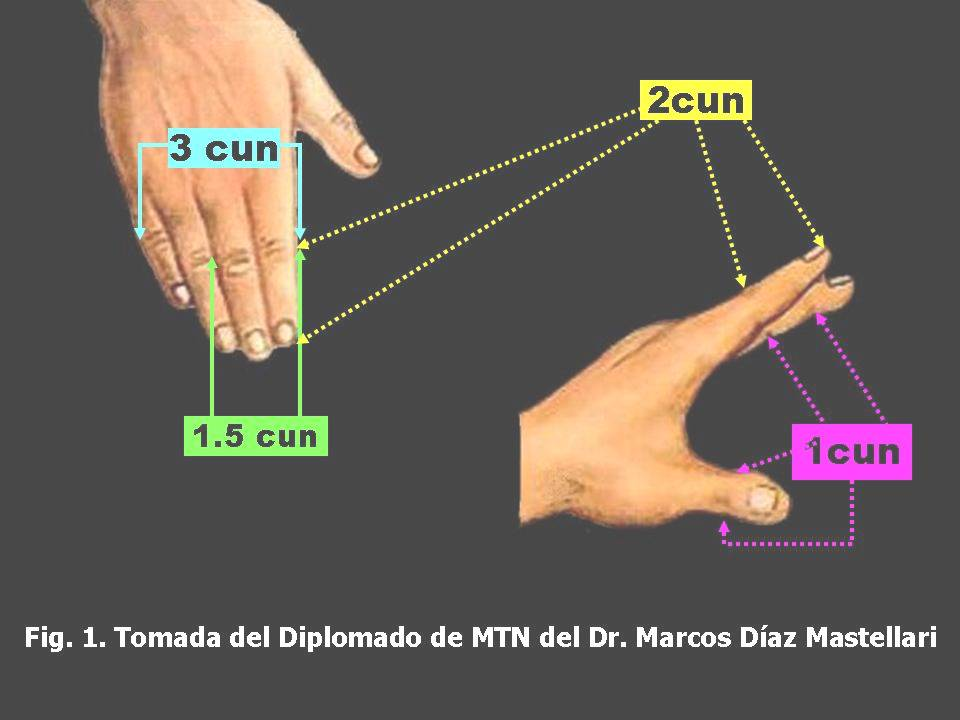 2cun
3 cun
1.5 cun
1cun
Fig. 1. Tomada del Diplomado de MTN del Dr. Marcos Díaz Mastellari